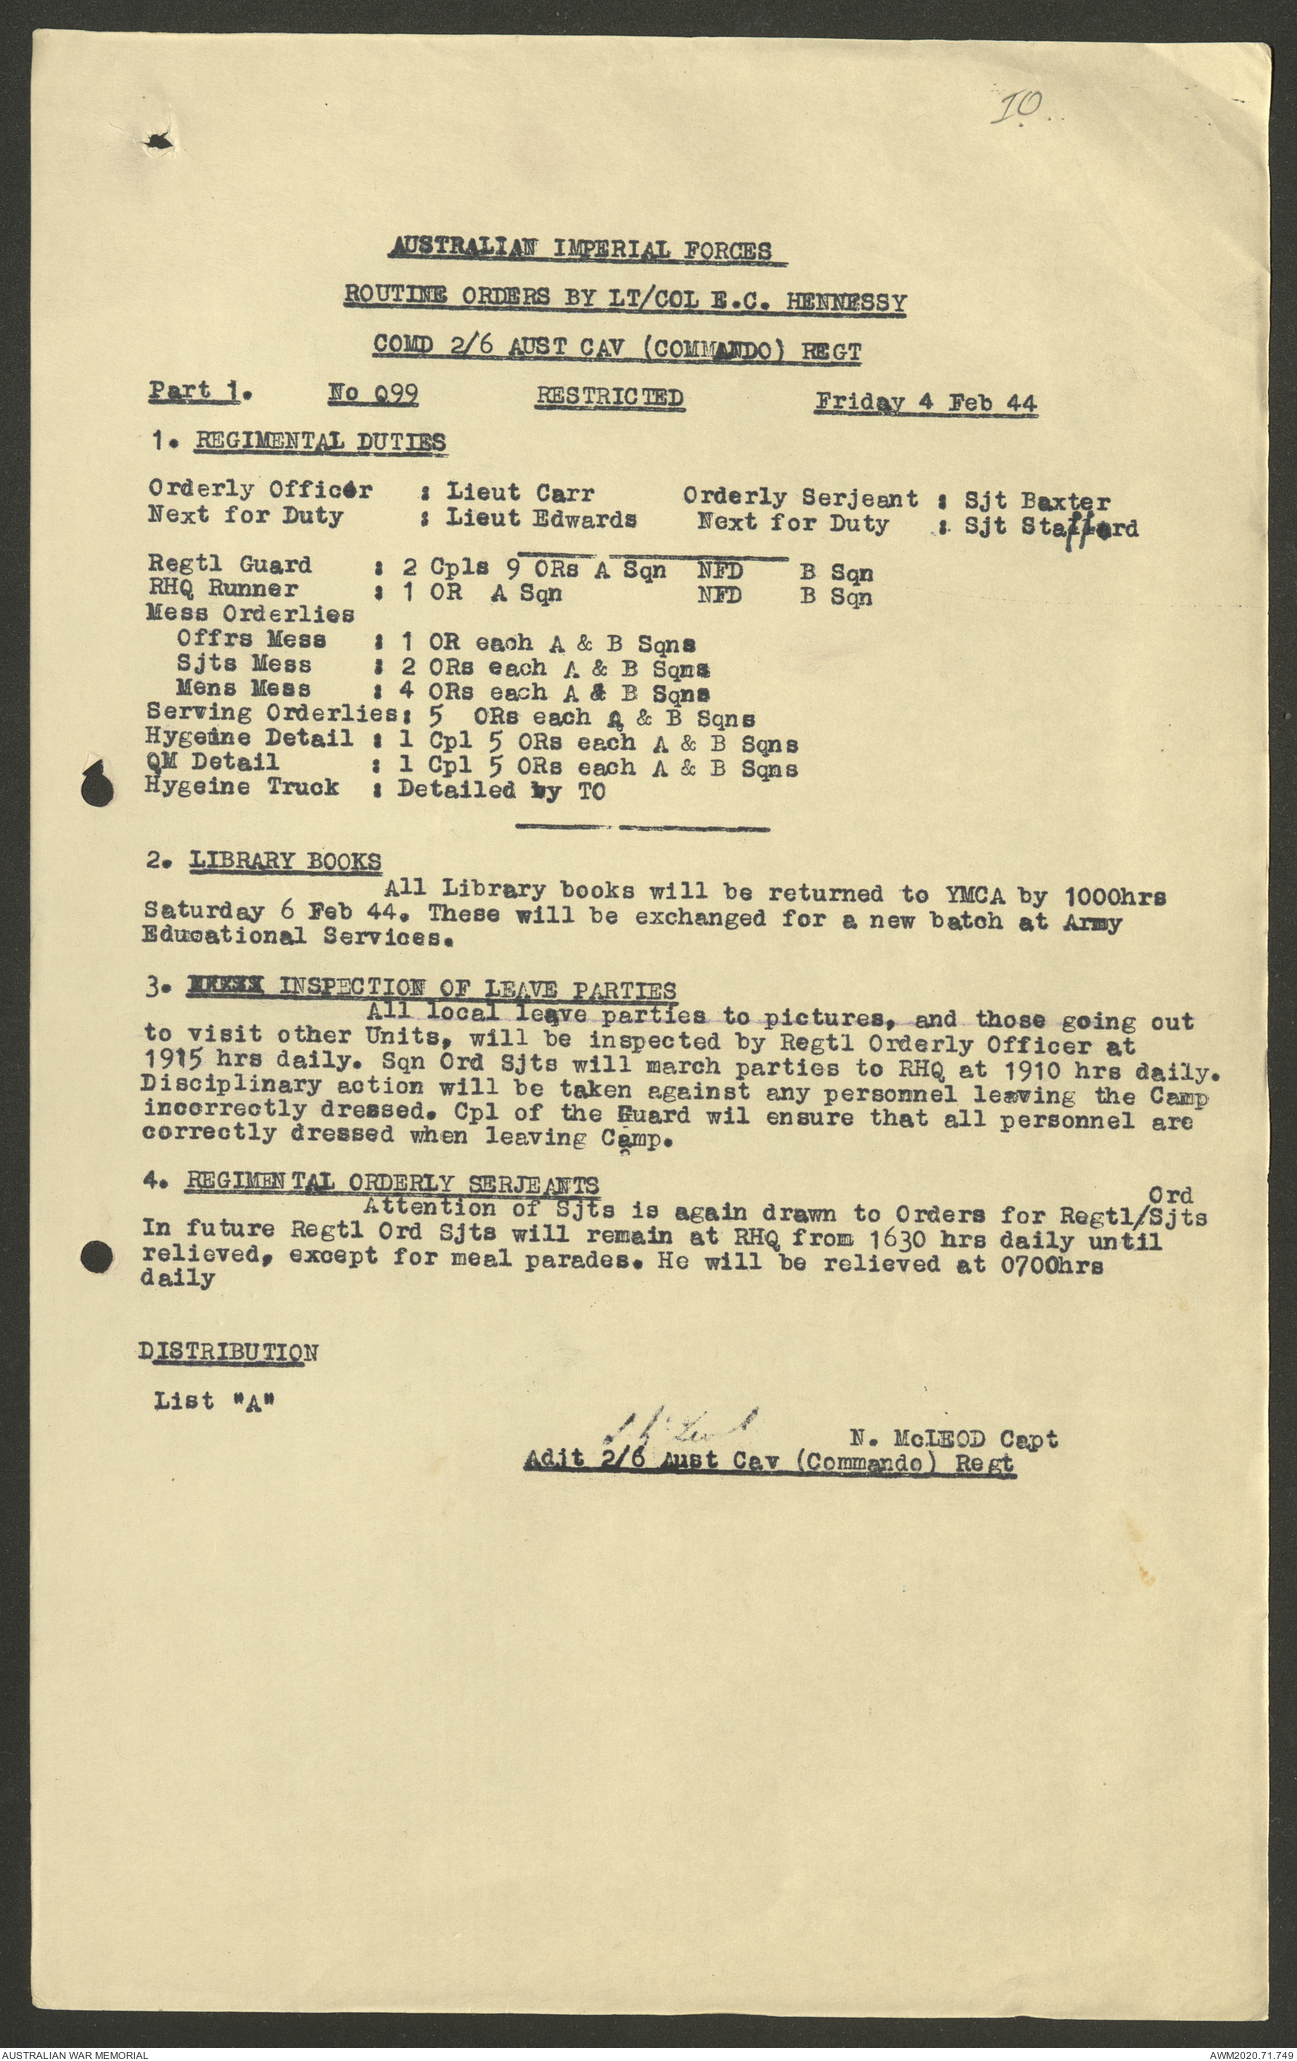 IO
AUSTRALIAN IMPERIAL FORCES
ROUTINE ORDERS BY LT/COL E.C. HENNESSY
COMD 2/6 AUST CAV (COMMANDO) REGT
Part 1. No Q99 RESTRICTED Friday 4 Feb 44
1. REGIMENTAL DUTIES
Orderly Officer : Lieut Carr Orderly Serjeant : Sjt Baxter
Next for Duty : Lieut Edwards Next for Duty : Sjt Stafford
Regtl Guard : 2 Cpls 9 ORs A Sqn NFD B Sqn
RHQ Runner : 1 OR A Sqn NFD B Sqn
Mess Orderlies
Offrs Mess : 1 OR each A & B Sqns
Sjts Mess : 2 ORs each A & B Sqns
Mens Mess : 4 ORs each A & B Sqns
Serving Orderlies: 5 ORs each A & B Sqns
Hygeine Detail : 1 Cpl 5 ORs each A & B Sqns
QM Detail : 1 Cpl 5 ORs each A & B Sqns
Hygeine Truck : Detailed by TO
2. LIBRARY BOOKS
All Library books will be returned to YMCA by 1000hrs
Saturday 6 Feb 44. These will be exchanged for a new batch at Army
Educational Services.
3. INSPECTION OF LEAVE PARTIES
All local leave parties to pictures, and those going out
to visit other Units, will be inspected by Regtl Orderly Officer at
1915 hrs daily. Sqn Ord Sjts will march parties to RHQ at 1910 hrs daily.
Disciplinary action will be taken against any personnel leaving the Camp
incorrectly dressed. Cpl of the Guard wil ensure that all personnel are
correctly dressed when leaving Camp.
4. REGIMENTAL ORDERLY SERJEANTS
Ord
Attention of Sjts is again drawn to Orders for Regtl/Sjts
In future Regtl Ord Sjts will remain at RHQ from 1630 hrs daily until
relieved, except for meal parades. He will be relieved at 0700hrs
daily
DISTRIBUTION
List "A"
N. McLEOD Capt
Adjt 2/6 Aust Cav (Commando) Regt
AUSTRALIAN WAR MEMORIAL
AWM2020.71.749